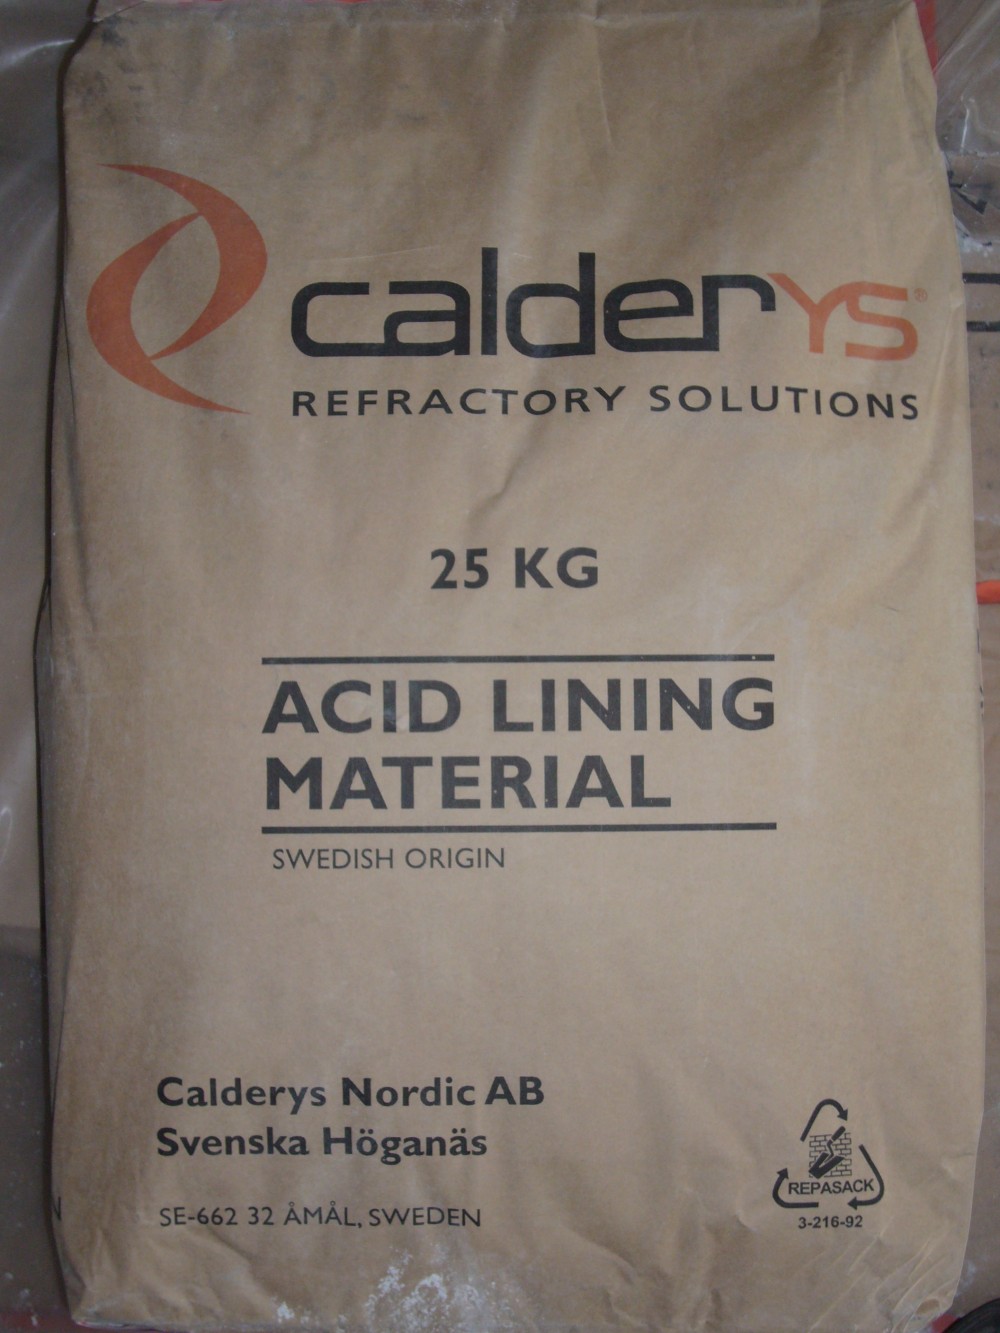 calderys®
REFRACTORY SOLUTIONS
25 KG
ACID LINING
MATERIAL
SWEDISH ORIGIN
Calderys Nordic AB
Svenska Höganäs
SE-662 32 ÅMÅL, SWEDEN
REPASACK
3-216-92